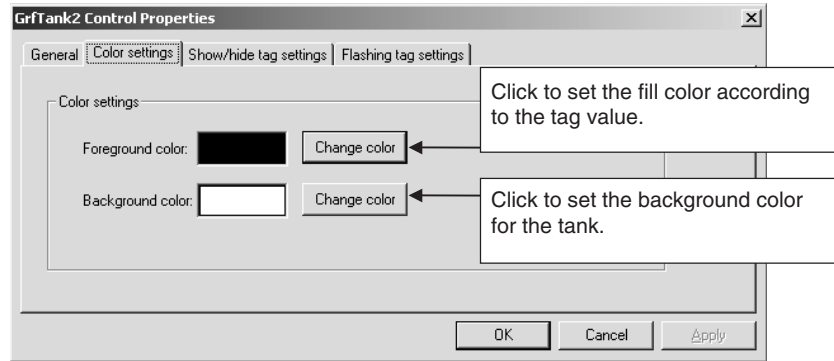 GrfTank2 Control Properties
General Color settings Show/hide tag settings Flashing tag settings
Color settings
Foreground color: Change color
Click to set the fill color according
to the tag value.
Background color: Change color
Click to set the background color
for the tank.
OK Cancel Apply